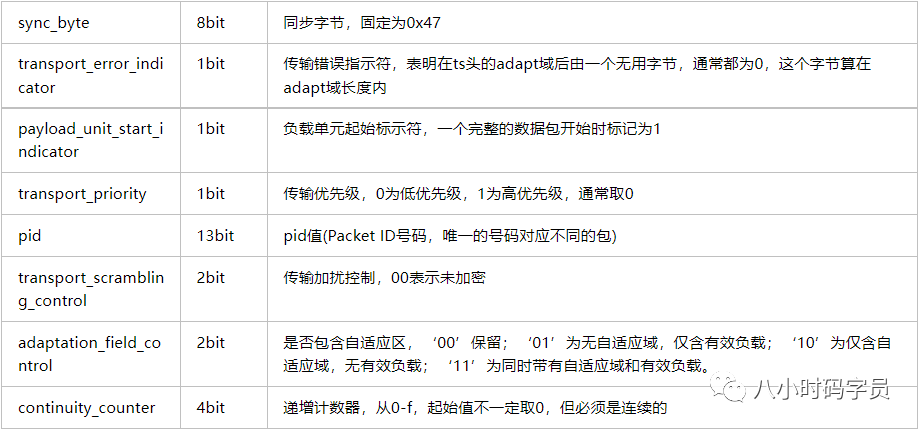 sync_byte 8bit 同步字节，固定为0x47
transport_error_indi 1bit 传输错误指示符，表明在ts头的adapt域后由一个无用字节，通常都为0，这个字节算在
cator adapt域长度内
payload_unit_start_i 1bit 负载单元起始标示符，一个完整的数据包开始时标记为1
ndicator
transport_priority 1bit 传输优先级，0为低优先级，1为高优先级，通常取0
pid 13bit pid值(Packet ID号码，唯一的号码对应不同的包)
transport_scramblin 2bit 传输加扰控制，00表示未加密
g_control
adaptation_field_co 2bit 是否包含自适应区，‘00’保留；‘01’为无自适应域，仅含有效负载；‘10’为仅含自
ntrol 适应域，无有效负载；‘11’为同时带有自适应域和有效负载。
continuity_counter 4bit 递增计数器，从0-f，起始值不一定取0，但必须是连续的
八小时码字员